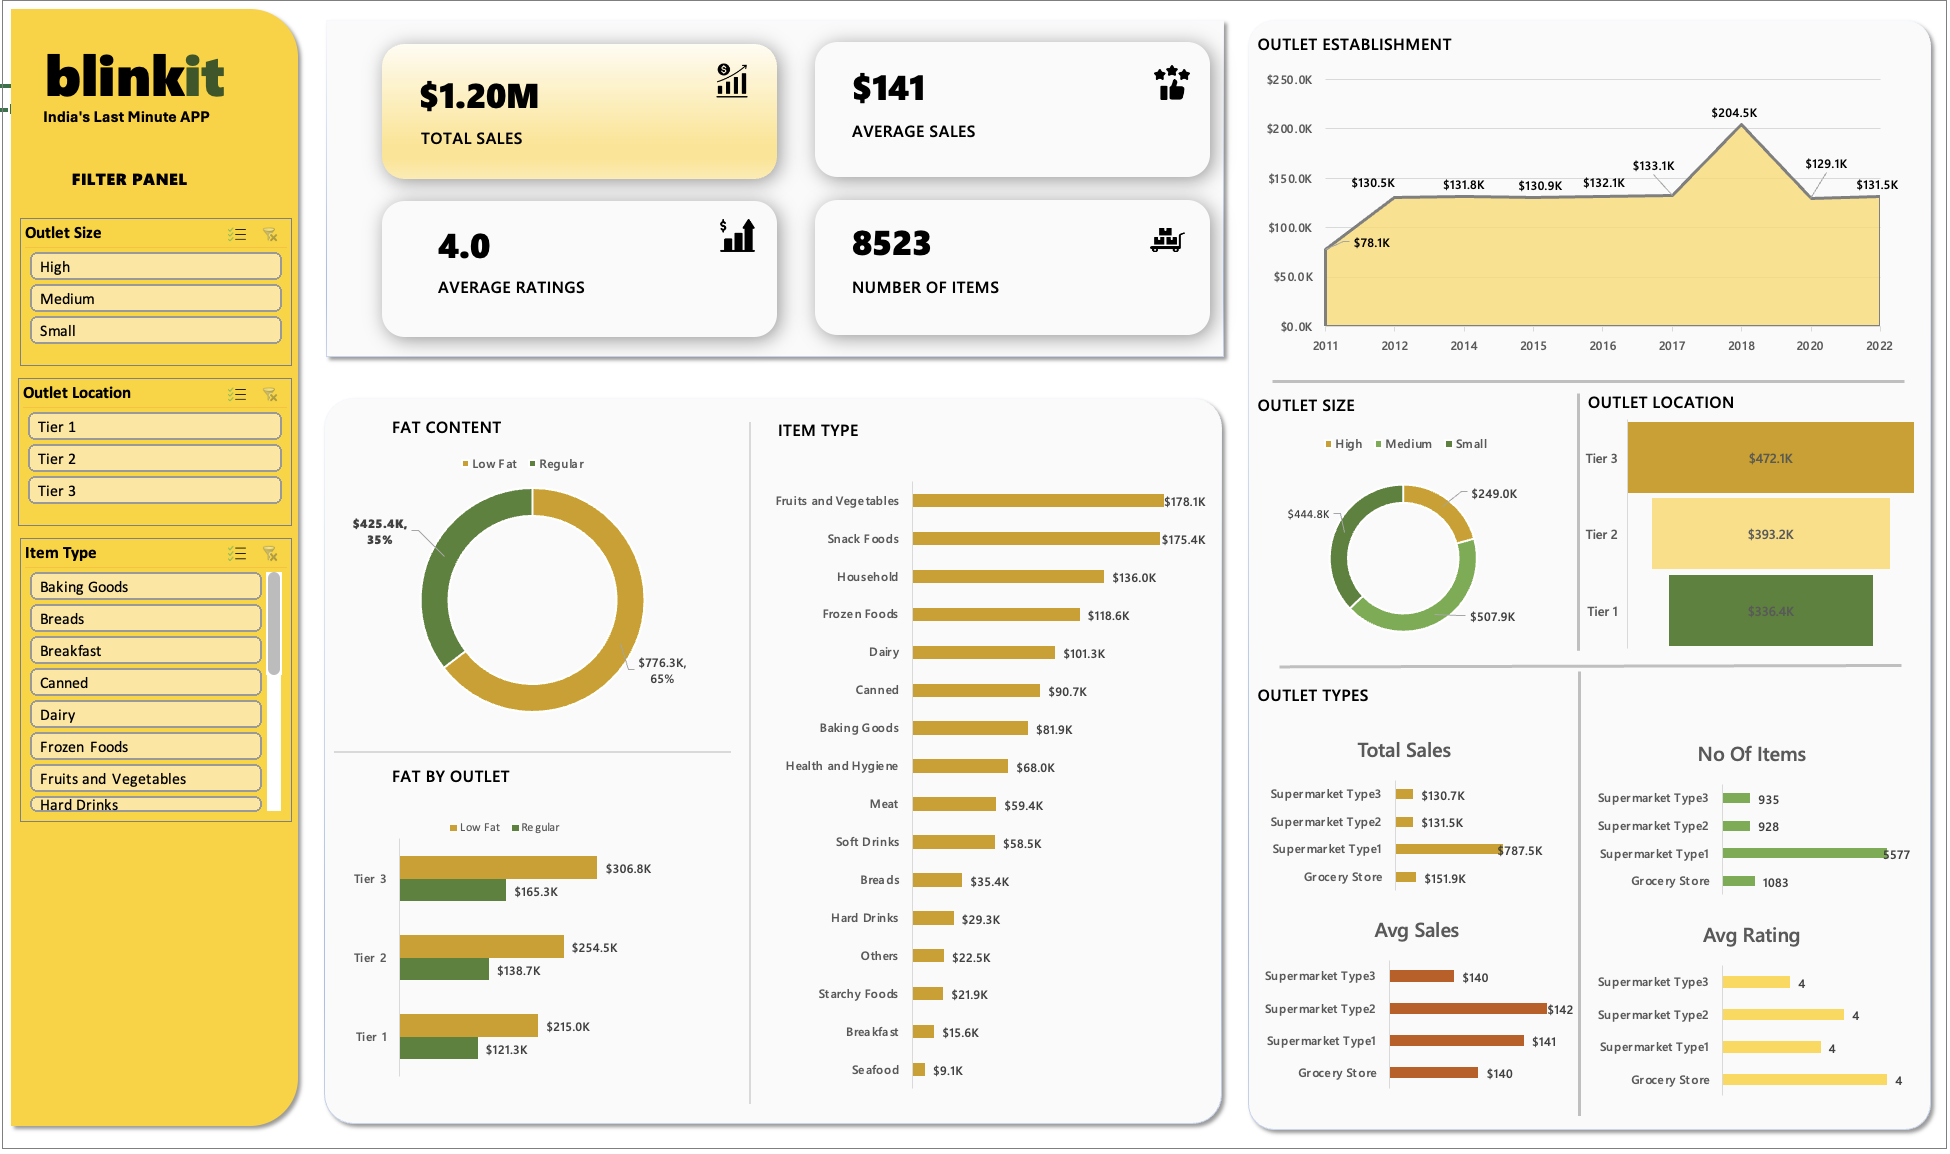 blinkit
India's Last Minute APP
FILTER PANEL
Outlet Size
High
Medium
Small
Outlet Location
Tier 1
Tier 2
Tier 3
Item Type
Baking Goods
Breads
Breakfast
Canned
Dairy
Frozen Foods
Fruits and Vegetables
Hard Drinks
$1.20M
TOTAL SALES
$141
AVERAGE SALES
4.0
AVERAGE RATINGS
8523
NUMBER OF ITEMS
FAT CONTENT
Low Fat Regular
$425.4K,
35%
$776.3K,
65%
FAT BY OUTLET
Low Fat Regular
Tier 3 $306.8K
$165.3K
Tier 2 $254.5K
$138.7K
Tier 1 $215.0K
$121.3K
ITEM TYPE
Fruits and Vegetables $178.1K
Snack Foods $175.4K
Household $136.0K
Frozen Foods $118.6K
Dairy $101.3K
Canned $90.7K
Baking Goods $81.9K
Health and Hygiene $68.0K
Meat $59.4K
Soft Drinks $58.5K
Breads $35.4K
Hard Drinks $29.3K
Others $22.5K
Starchy Foods $21.9K
Breakfast $15.6K
Seafood $9.1K
OUTLET ESTABLISHMENT
$250.0K
$200.0K
$150.0K
$100.0K
$50.0K
$0.0K
$78.1K $130.5K $131.8K $130.9K $132.1K $133.1K $204.5K $129.1K $131.5K
2011 2012 2014 2015 2016 2017 2018 2020 2022
OUTLET SIZE
High Medium Small
$249.0K
$444.8K
$507.9K
OUTLET LOCATION
Tier 3 $472.1K
Tier 2 $393.2K
Tier 1 $336.4K
OUTLET TYPES
Total Sales
Supermarket Type3 $130.7K
Supermarket Type2 $131.5K
Supermarket Type1 $787.5K
Grocery Store $151.9K
No Of Items
Supermarket Type3 935
Supermarket Type2 928
Supermarket Type1 5577
Grocery Store 1083
Avg Sales
Supermarket Type3 $140
Supermarket Type2 $142
Supermarket Type1 $141
Grocery Store $140
Avg Rating
Supermarket Type3 4
Supermarket Type2 4
Supermarket Type1 4
Grocery Store 4